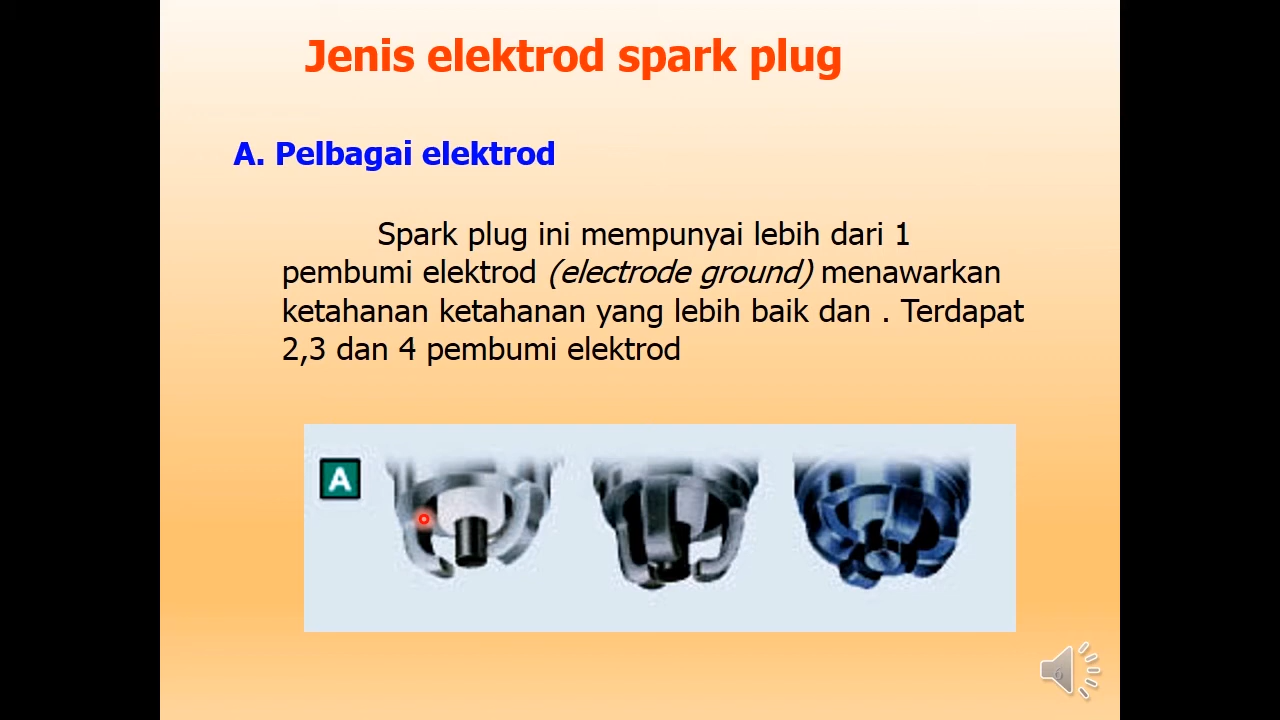 Jenis elektrod spark plug
A. Pelbagai elektrod
Spark plug ini mempunyai lebih dari 1
pembumi elektrod (electrode ground) menawarkan
ketahanan ketahanan yang lebih baik dan . Terdapat
2,3 dan 4 pembumi elektrod
A
6